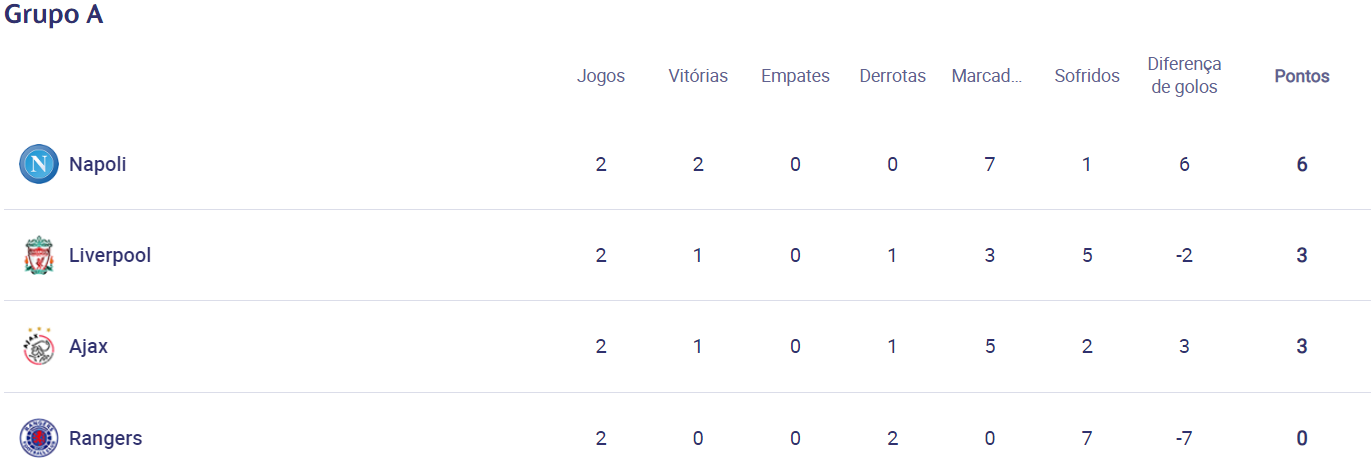 Grupo A
Jogos Vitórias Empates Derrotas Marcad... Sofridos Diferença de golos Pontos
N Napoli 2 2 0 0 7 1 6 6
Liverpool 2 1 0 1 3 5 -2 3
AJAX Ajax 2 1 0 1 5 2 3 3
RANGERS Rangers 2 0 0 2 0 7 -7 0